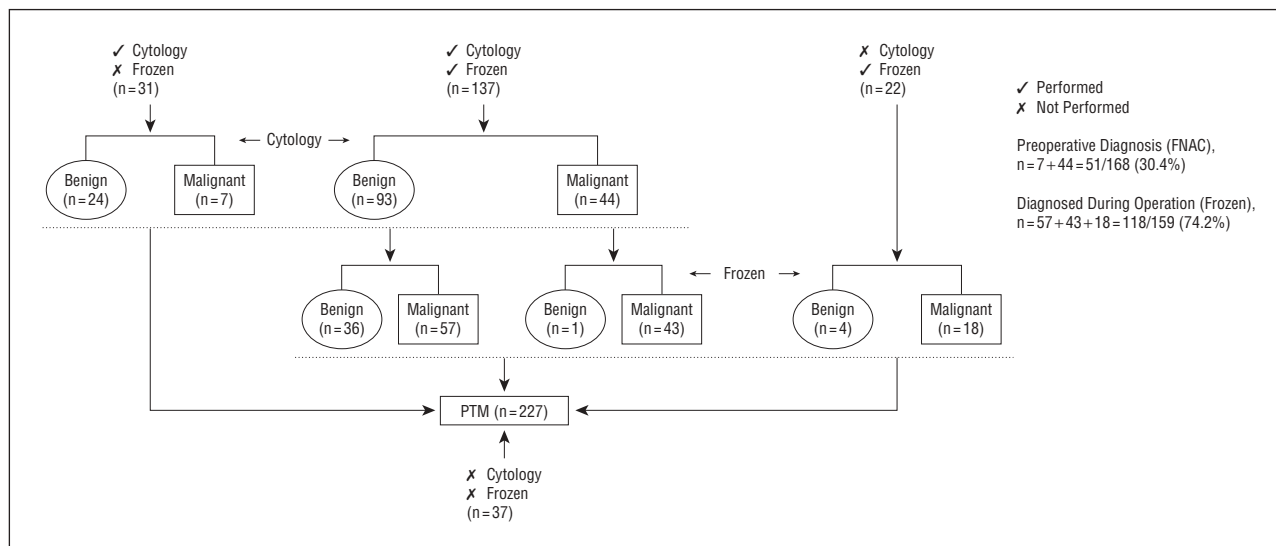 ✓ Cytology
✗ Frozen
(n=31)
✓ Cytology
✓ Frozen
(n=137)
✗ Cytology
✓ Frozen
(n=22)
✓ Performed
✗ Not Performed
Preoperative Diagnosis (FNAC),
n=7+44=51/168 (30.4%)
Diagnosed During Operation (Frozen),
n=57+43+18=118/159 (74.2%)
Cytology
Benign
(n=24)
Malignant
(n=7)
Benign
(n=93)
Malignant
(n=44)
Frozen
Benign
(n=36)
Malignant
(n=57)
Benign
(n=1)
Malignant
(n=43)
Benign
(n=4)
Malignant
(n=18)
PTM (n=227)
✗ Cytology
✗ Frozen
(n=37)